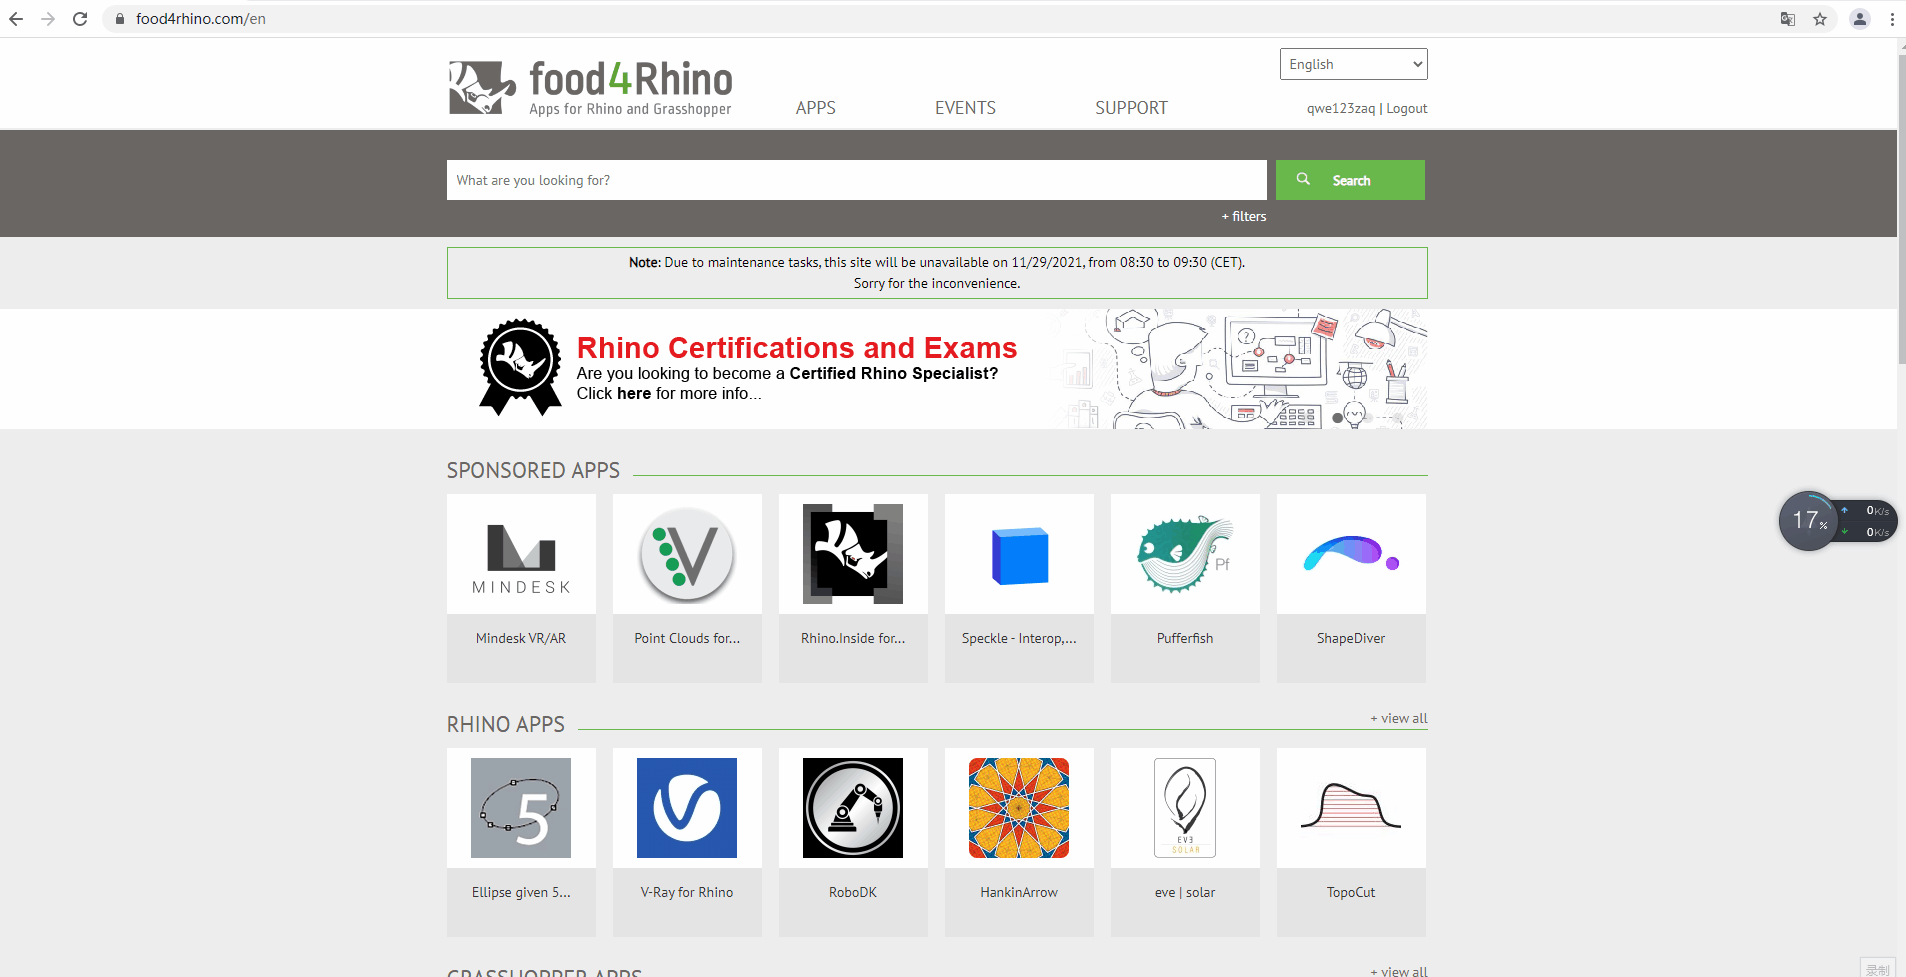 food4rhino.com/en
food4Rhino
Apps for Rhino and Grasshopper
APPS
EVENTS
SUPPORT
English
qwe123zaq | Logout
What are you looking for?
Search
+ filters
Note: Due to maintenance tasks, this site will be unavailable on 11/29/2021, from 08:30 to 09:30 (CET).
Sorry for the inconvenience.
Rhino Certifications and Exams
Are you looking to become a Certified Rhino Specialist?
Click here for more info...
SPONSORED APPS
MINDESK
V
Pf
Mindesk VR/AR
Point Clouds for...
Rhino.Inside for...
Speckle - Interop,...
Pufferfish
ShapeDiver
17%
0K/s
0K/s
RHINO APPS
+ view all
5
EVE
SOLAR
Ellipse given 5...
V-Ray for Rhino
RoboDK
HankinArrow
eve | solar
TopoCut
GRASSHOPPER APPS
+ view all
录制